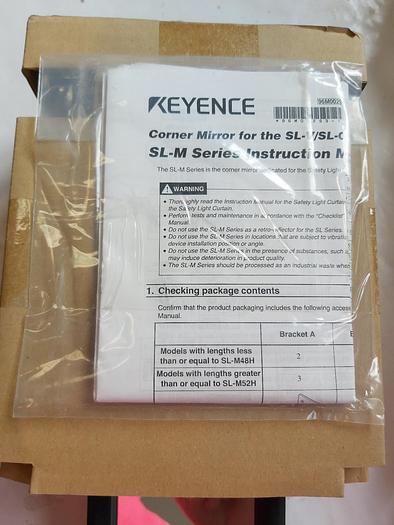 KEYENCE
Corner Mirror for the SL-V/SL-C
SL-M Series Instruction M
The SL-M Series is the corner mirror dedicated for the Safety Light
WARNING
• Thoroughly read the Instruction Manual for the Safety Light Curtain
the Safety Light Curtain.
• Perform tests and maintenance in accordance with the "Checklist"
Manual.
• Do not use the SL-M Series as a retro-reflector for the SL Series.
• Do not use the SL-M Series in locations that are subject to vibration
device installation position or angle.
• Do not use the SL-M Series in the presence of substances, such a
may induce deterioration in product quality.
• The SL-M Series should be processed as an industrial waste when
1. Checking package contents
Confirm that the product packaging includes the following access
Manual.
Bracket A
Models with lengths less
than or equal to SL-M48H
2
Models with lengths greater
than or equal to SL-M52H
3